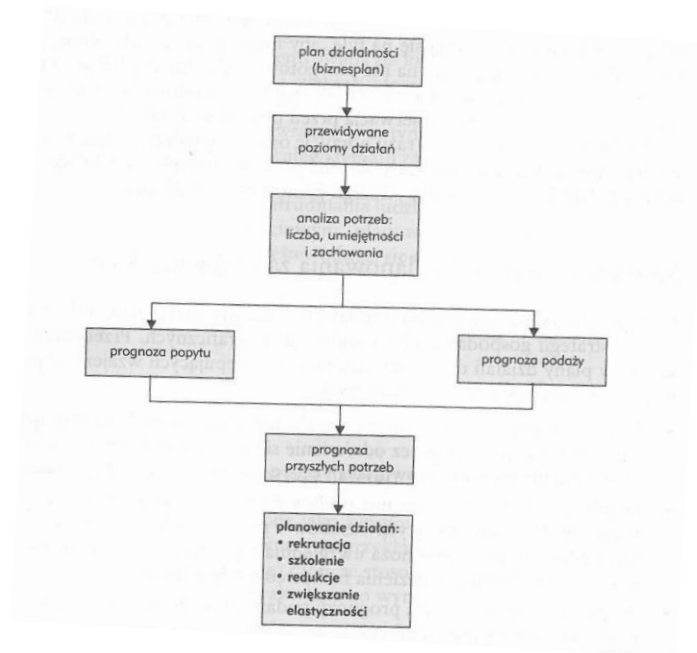 plan działalności
(biznesplan)
przewidywane
poziomy działań
analiza potrzeb:
liczba, umiejętności
i zachowania
prognoza popytu
prognoza podaży
prognoza
przyszłych potrzeb
planowanie działań:
• rekrutacja
• szkolenie
• redukcje
• zwiększanie
elastyczności